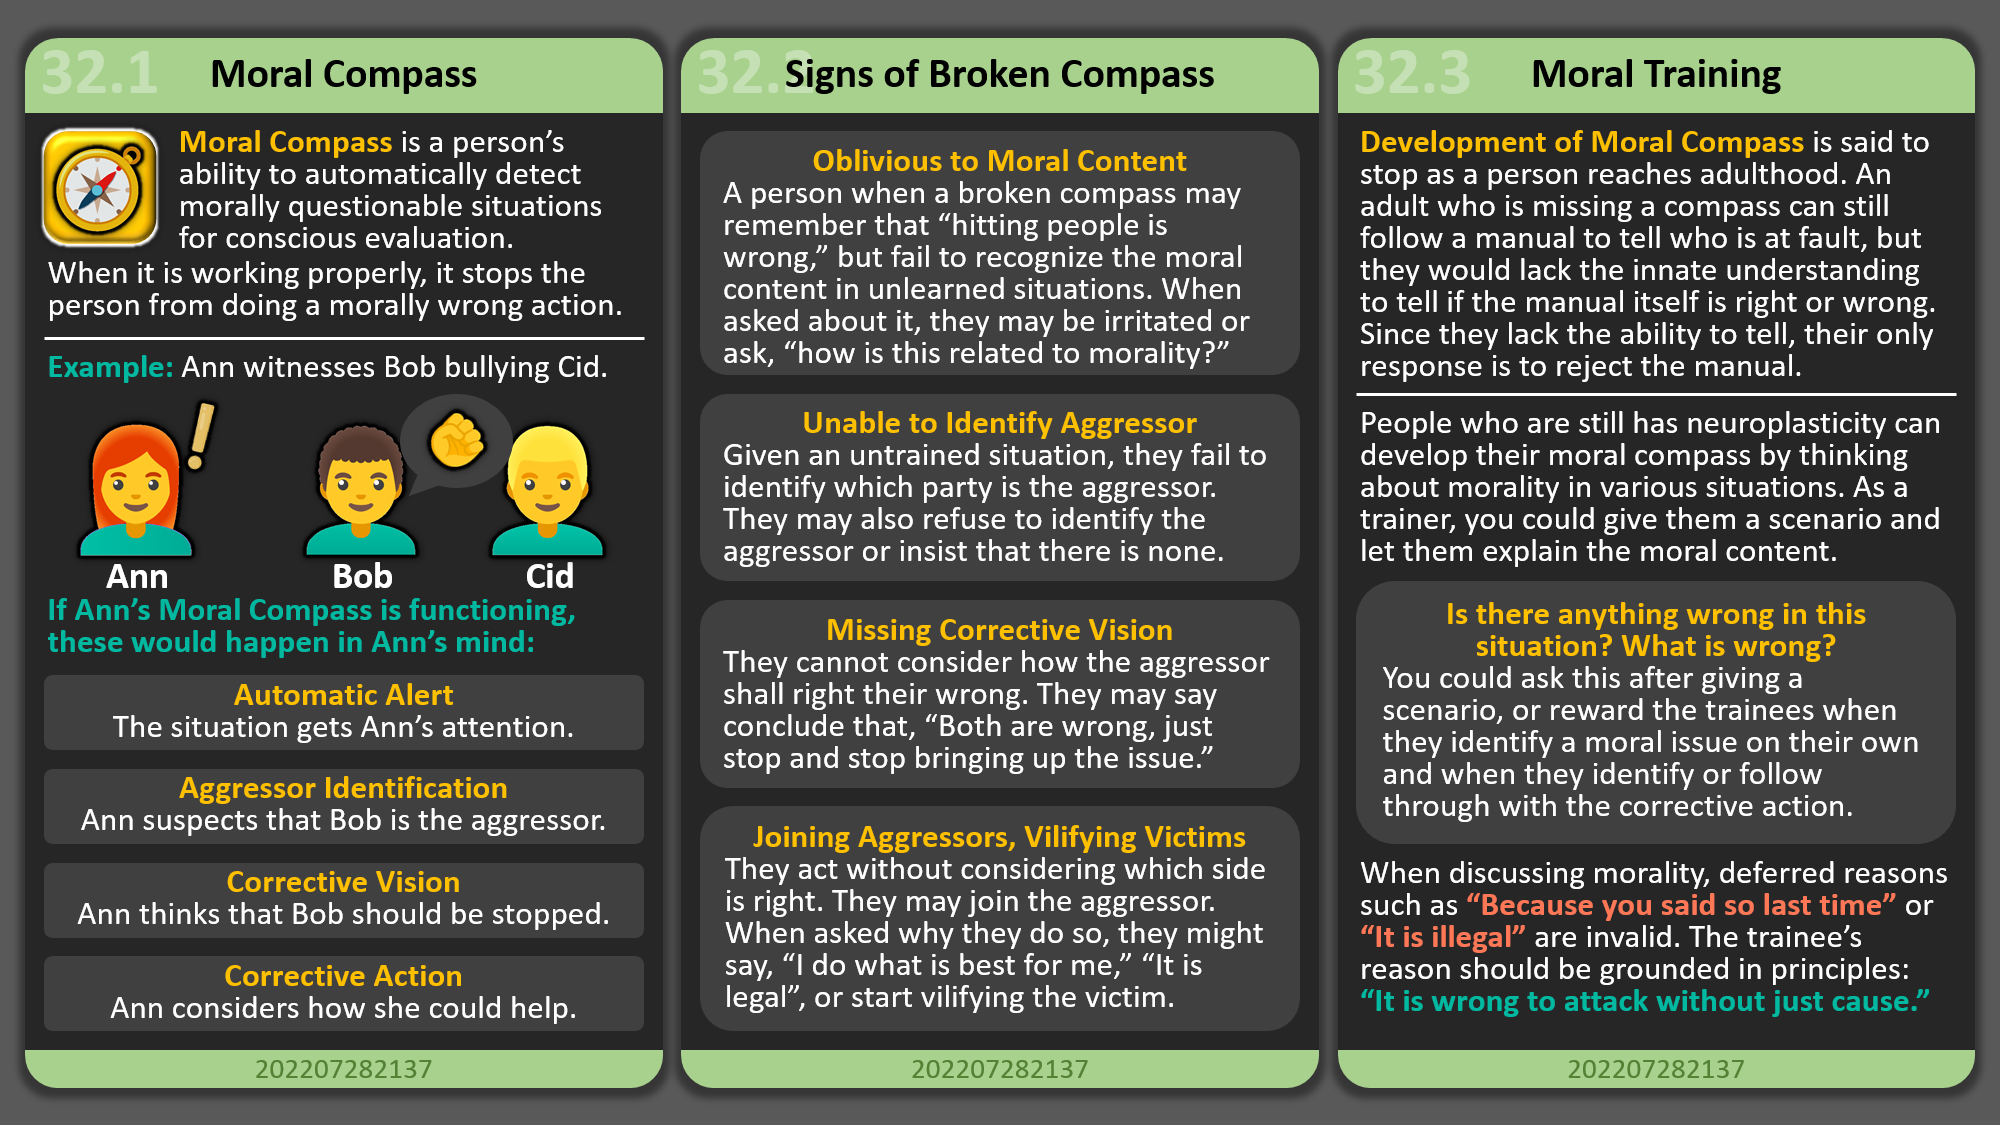 32.1
Moral Compass
Moral Compass is a person’s
ability to automatically detect
morally questionable situations
for conscious evaluation.
When it is working properly, it stops the
person from doing a morally wrong action.
Example: Ann witnesses Bob bullying Cid.
Ann
Bob
Cid
If Ann’s Moral Compass is functioning,
these would happen in Ann’s mind:
Automatic Alert
The situation gets Ann’s attention.
Aggressor Identification
Ann suspects that Bob is the aggressor.
Corrective Vision
Ann thinks that Bob should be stopped.
Corrective Action
Ann considers how she could help.
202207282137
32.2
Signs of Broken Compass
Oblivious to Moral Content
A person when a broken compass may
remember that “hitting people is
wrong,” but fail to recognize the moral
content in unlearned situations. When
asked about it, they may be irritated or
ask, “how is this related to morality?”
Unable to Identify Aggressor
Given an untrained situation, they fail to
identify which party is the aggressor.
They may also refuse to identify the
aggressor or insist that there is none.
Missing Corrective Vision
They cannot consider how the aggressor
shall right their wrong. They may say
conclude that, “Both are wrong, just
stop and stop bringing up the issue.”
Joining Aggressors, Vilifying Victims
They act without considering which side
is right. They may join the aggressor.
When asked why they do so, they might
say, “I do what is best for me,” “It is
legal”, or start vilifying the victim.
202207282137
32.3
Moral Training
Development of Moral Compass is said to
stop as a person reaches adulthood. An
adult who is missing a compass can still
follow a manual to tell who is at fault, but
they would lack the innate understanding
to tell if the manual itself is right or wrong.
Since they lack the ability to tell, their only
response is to reject the manual.
People who are still has neuroplasticity can
develop their moral compass by thinking
about morality in various situations. As a
trainer, you could give them a scenario and
let them explain the moral content.
Is there anything wrong in this
situation? What is wrong?
You could ask this after giving a
scenario, or reward the trainees when
they identify a moral issue on their own
and when they identify or follow
through with the corrective action.
When discussing morality, deferred reasons
such as “Because you said so last time” or
“It is illegal” are invalid. The trainee’s
reason should be grounded in principles:
“It is wrong to attack without just cause.”
202207282137